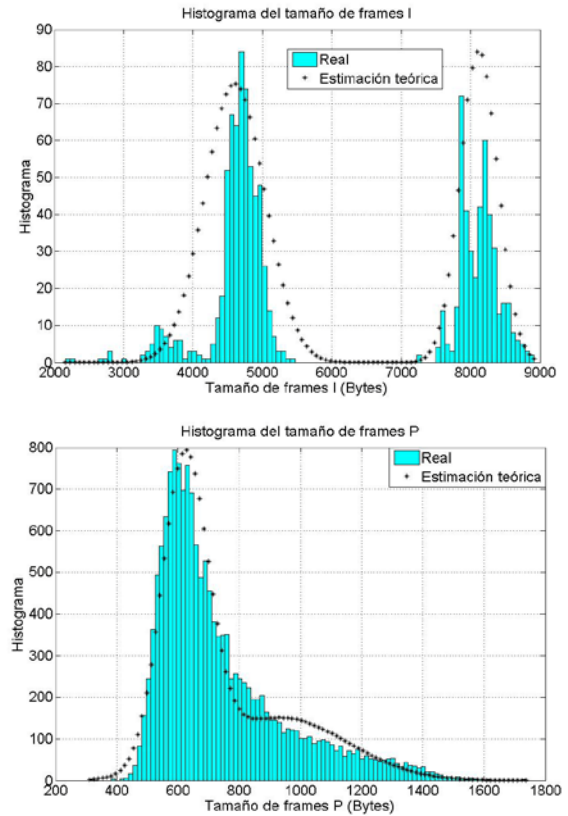 Histograma del tamaño de frames I
90
80
70
60
50
40
30
20
10
0
Histograma
Real
Estimación teórica
2000 3000 4000 5000 6000 7000 8000 9000
Tamaño de frames I (Bytes)
Histograma del tamaño de frames P
800
700
600
500
400
300
200
100
0
Histograma
Real
Estimación teórica
200 400 600 800 1000 1200 1400 1600 1800
Tamaño de frames P (Bytes)